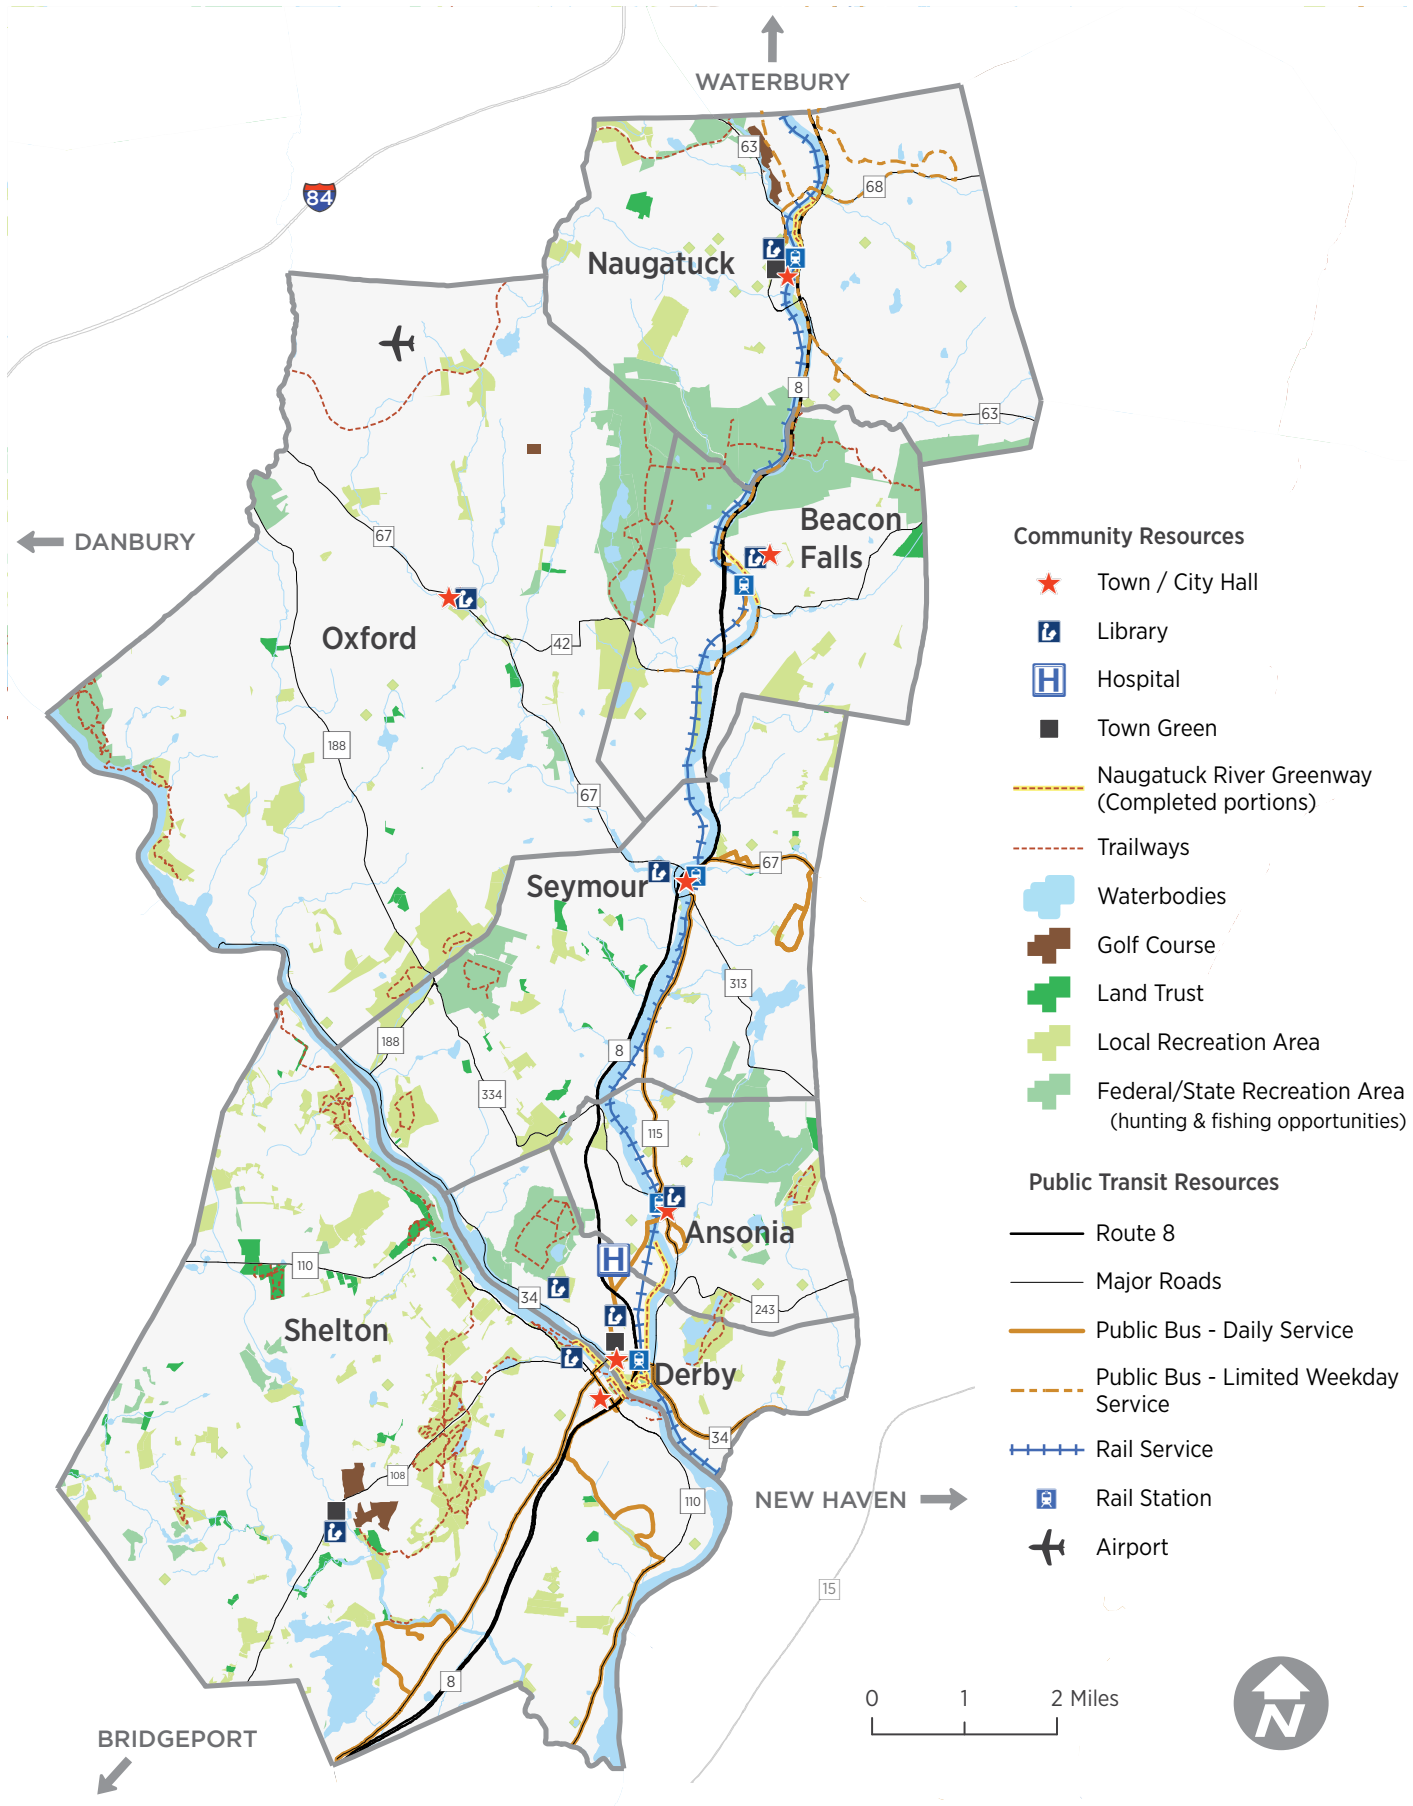 WATERBURY
63
84
68
Naugatuck
8
63
Beacon
Falls
DANBURY
67
Oxford
42
188
67
67
Seymour
313
188
8
334
115
Ansonia
H
110
34
243
Shelton
Derby
34
108
110
NEW HAVEN
15
8
BRIDGEPORT
Community Resources
Town / City Hall
Library
H
Hospital
Town Green
Naugatuck River Greenway
(Completed portions)
Trailways
Waterbodies
Golf Course
Land Trust
Local Recreation Area
Federal/State Recreation Area
(hunting & fishing opportunities)
Public Transit Resources
Route 8
Major Roads
Public Bus - Daily Service
Public Bus - Limited Weekday
Service
Rail Service
Rail Station
Airport
0 1 2 Miles
N